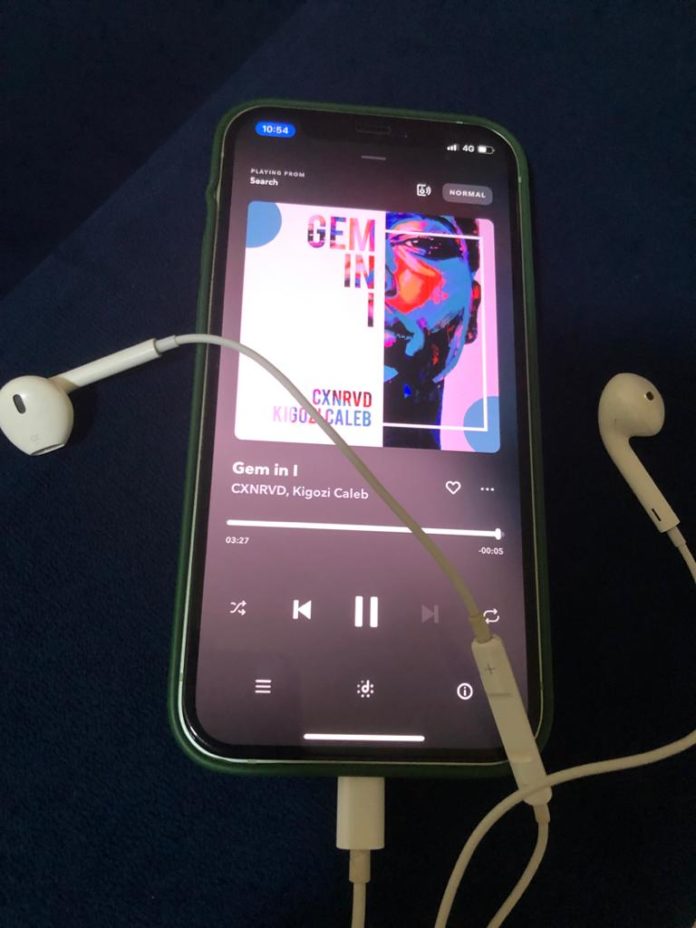 10:54
4G
PLAYING FROM
Search
NORMAL
GEM
IN
I
CXNRVD
KIGOZI CALEB
Gem in I
CXNRVD, Kigozi Caleb
03:27
-00:05